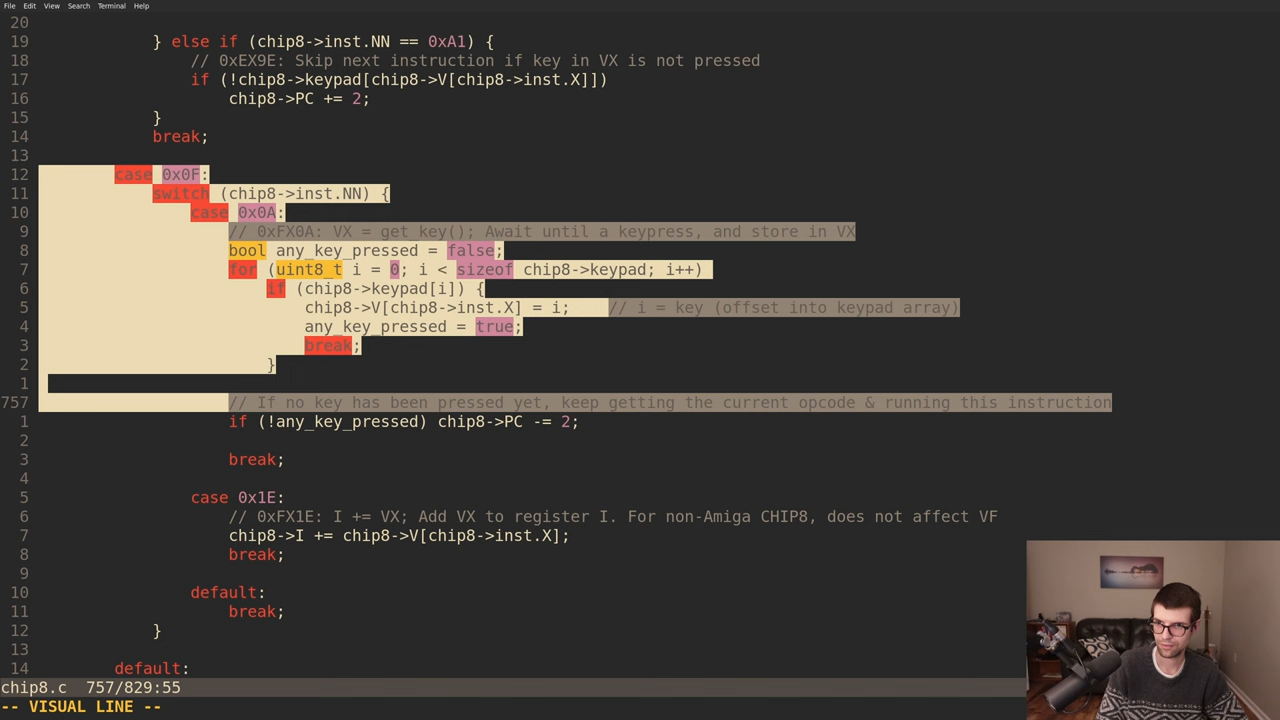 File Edit View Search Terminal Help
20
19 } else if (chip8->inst.NN == 0xA1) {
18 // 0xEX9E: Skip next instruction if key in VX is not pressed
17 if (!chip8->keypad[chip8->V[chip8->inst.X]])
16 chip8->PC += 2;
15 }
14 break;
13
12 case 0x0F:
11 switch (chip8->inst.NN) {
10 case 0x0A:
9 // 0xFX0A: VX = get_key(); Await until a keypress, and store in VX
8 bool any_key_pressed = false;
7 for (uint8_t i = 0; i < sizeof chip8->keypad; i++)
6 if (chip8->keypad[i]) {
5 chip8->V[chip8->inst.X] = i; // i = key (offset into keypad array)
4 any_key_pressed = true;
3 break;
2 }
1
757 // If no key has been pressed yet, keep getting the current opcode & running this instruction
1 if (!any_key_pressed) chip8->PC -= 2;
2
3 break;
4
5 case 0x1E:
6 // 0xFX1E: I += VX; Add VX to register I. For non-Amiga CHIP8, does not affect VF
7 chip8->I += chip8->V[chip8->inst.X];
8 break;
9
10 default:
11 break;
12 }
13
14 default:
chip8.c 757/829:55
-- VISUAL LINE --